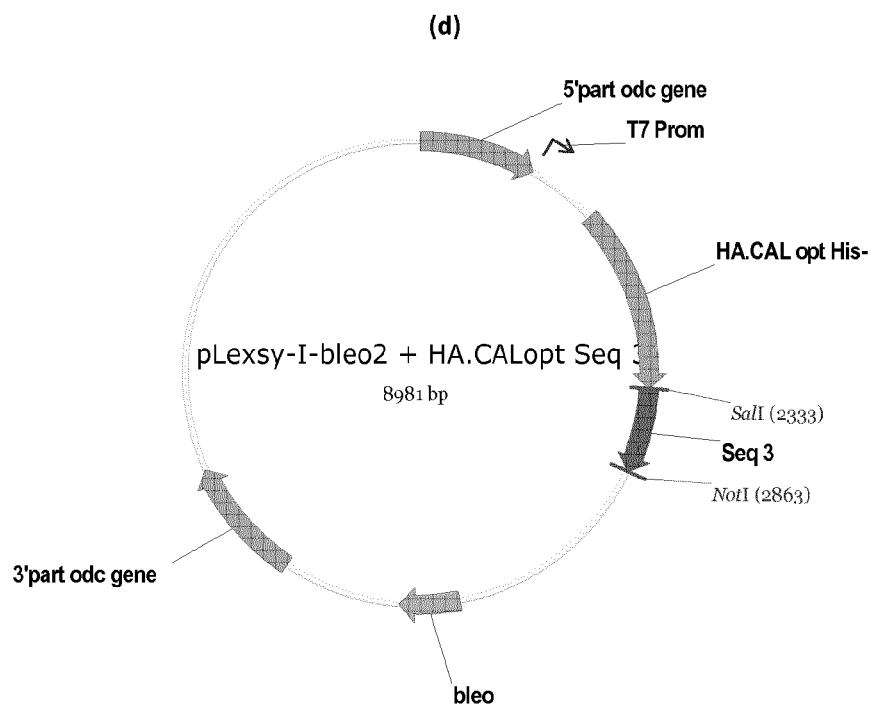 (d)
5'part odc gene
T7 Prom
HA.CAL opt His-
pLexsy-I-bleo2 + HA.CALopt Seq 3
8981 bp
SalI (2333)
Seq 3
NotI (2863)
3'part odc gene
bleo